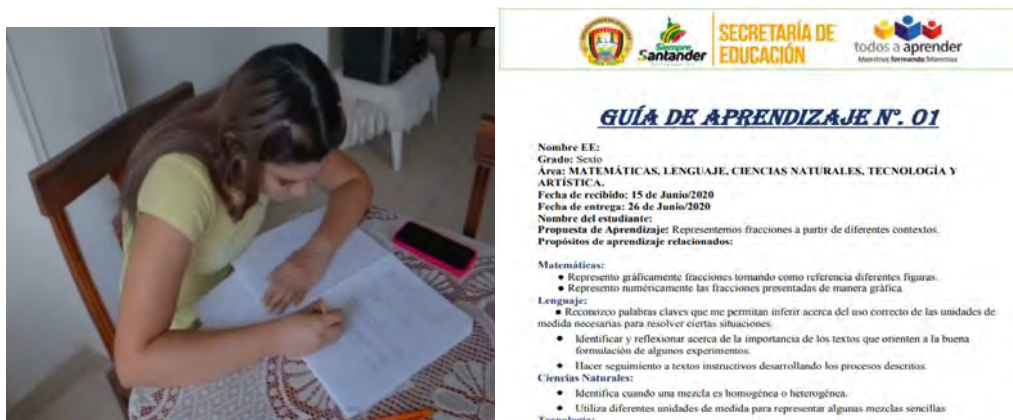 Siempre
Santander
SECRETARÍA DE
EDUCACIÓN
todos a aprender
GUÍA DE APRENDIZAJE Nº. 01
Nombre EE:
Grado: Sexto
Área: MATEMÁTICAS, LENGUAJE, CIENCIAS NATURALES, TECNOLOGÍA Y
ARTÍSTICA.
Fecha de recibido: 15 de Junio/2020
Fecha de entrega: 26 de Junio/2020
Nombre del estudiante:
Propuesta de Aprendizaje: Representemos fracciones a partir de diferentes contextos.
Propósitos de aprendizaje relacionados:
Matemáticas:
● Represento gráficamente fracciones tomando como referencia diferentes figuras.
● Represento numéricamente las fracciones presentadas de manera gráfica
Lenguaje:
■ Reconozco palabras claves que me permitan inferir acerca del uso correcto de las unidades de
medida necesarias para resolver ciertas situaciones.
● Identificar y reflexionar acerca de la importancia de los textos que orienten a la buena
formulación de algunos experimentos.
● Hacer seguimiento a textos instructivos desarrollando los procesos descritos.
Ciencias Naturales:
● Identifica cuando una mezcla es homogénea o heterogénea.
● Utiliza diferentes unidades de medida para representar algunas mezclas sencillas